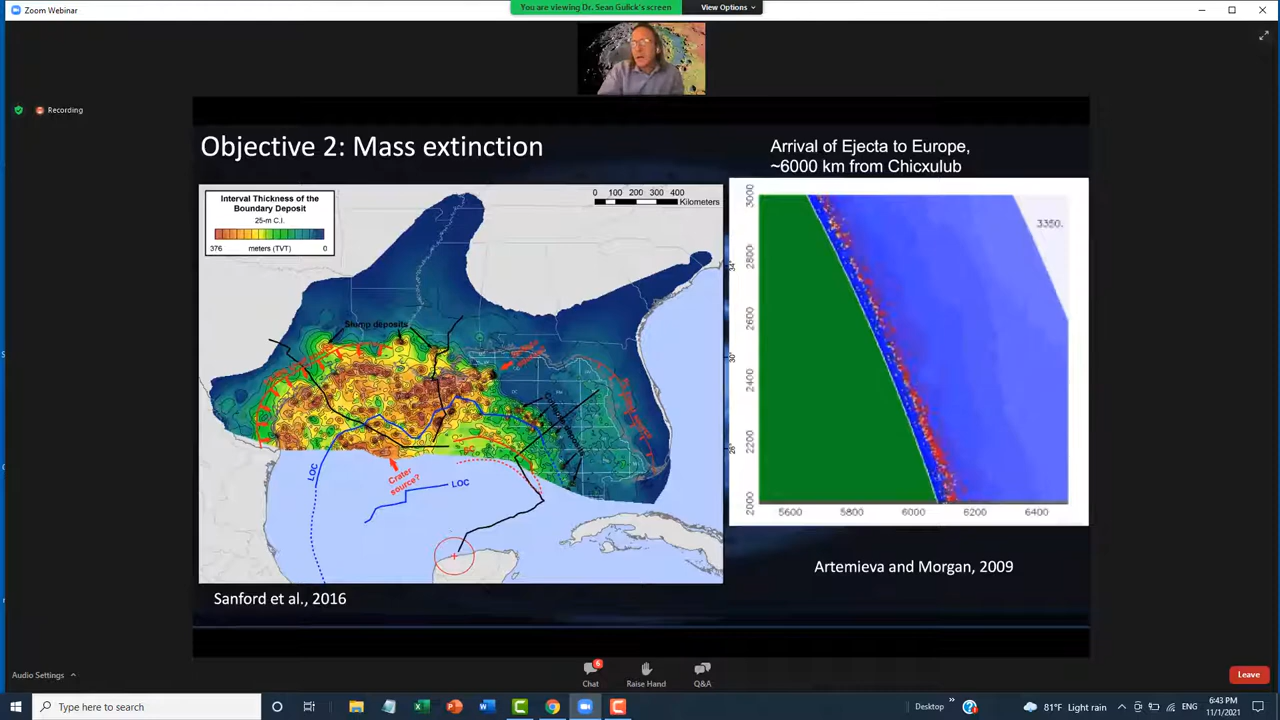 Zoom Webinar
You are viewing Dr. Sean Gulick's screen
View Options
Recording
Objective 2: Mass extinction
Arrival of Ejecta to Europe,
~6000 km from Chicxulub
Interval Thickness of the
Boundary Deposit
25-m C.I.
376 meters (TVT) 0
0 100 200 300 400
Kilometers
34°
30°
26°
Slump deposits
LOC
LOC
Crater
source?
3000
2800
2600
2400
2200
2000
3350.
5600 5800 6000 6200 6400
Artemieva and Morgan, 2009
Sanford et al., 2016
Audio Settings
6
Chat
Raise Hand
Q&A
Leave
Type here to search
Desktop
81°F Light rain
ENG
6:43 PM
11/1/2021